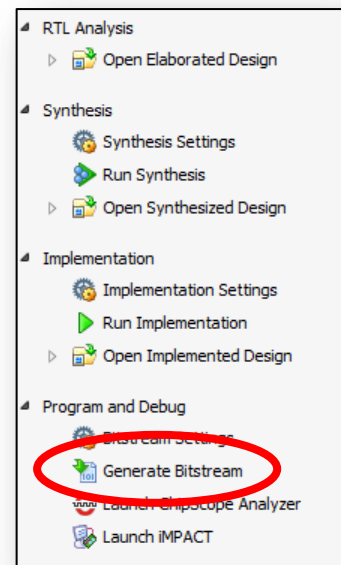 RTL Analysis
Open Elaborated Design
Synthesis
Synthesis Settings
Run Synthesis
Open Synthesized Design
Implementation
Implementation Settings
Run Implementation
Open Implemented Design
Program and Debug
Bitstream Settings
Generate Bitstream
Launch ChipScope Analyzer
Launch iMPACT